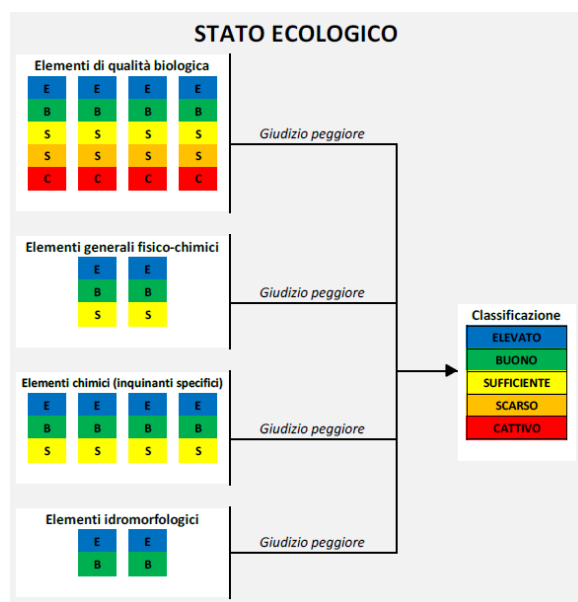 STATO ECOLOGICO
Elementi di qualità biologica
E E E E
B B B B
S S S S
S S S S
C C C C
Giudizio peggiore
Elementi generali fisico-chimici
E E
B B
S S
Giudizio peggiore
Elementi chimici (inquinanti specifici)
E E E E
B B B B
S S S S
Giudizio peggiore
Elementi idromorfologici
E E
B B
Giudizio peggiore
Classificazione
ELEVATO
BUONO
SUFFICIENTE
SCARSO
CATTIVO